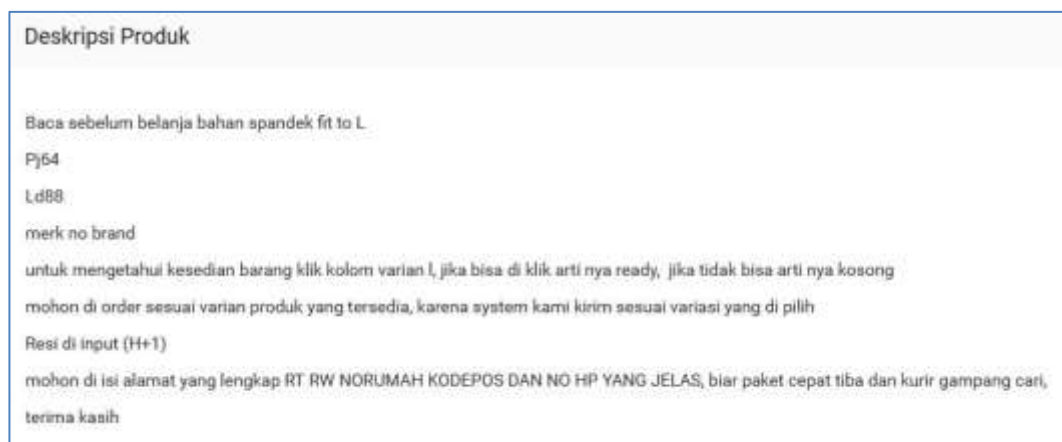 Deskripsi Produk
Baca sebelum belanja bahan spandek fit to L
Pj64
Ld88
merk no brand
untuk mengetahui kesedian barang klik kolom varian l, jika bisa di klik arti nya ready, jika tidak bisa arti nya kosong
mohon di order sesuai varian produk yang tersedia, karena system kami kirim sesuai variasi yang di pilih
Resi di input (H+1)
mohon di isi alamat yang lengkap RT RW NORUMAH KODEPOS DAN NO HP YANG JELAS, biar paket cepat tiba dan kurir gampang cari,
terima kasih